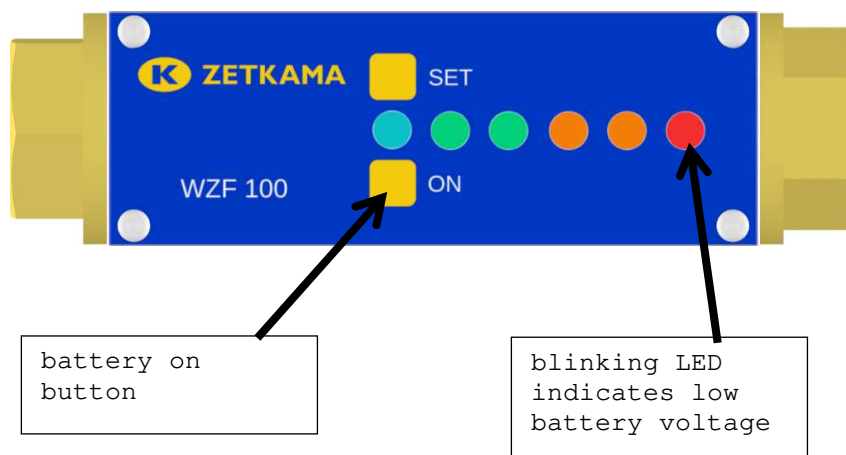 K ZETKAMA
SET
WZF 100
ON
battery on
button
blinking LED
indicates low
battery voltage